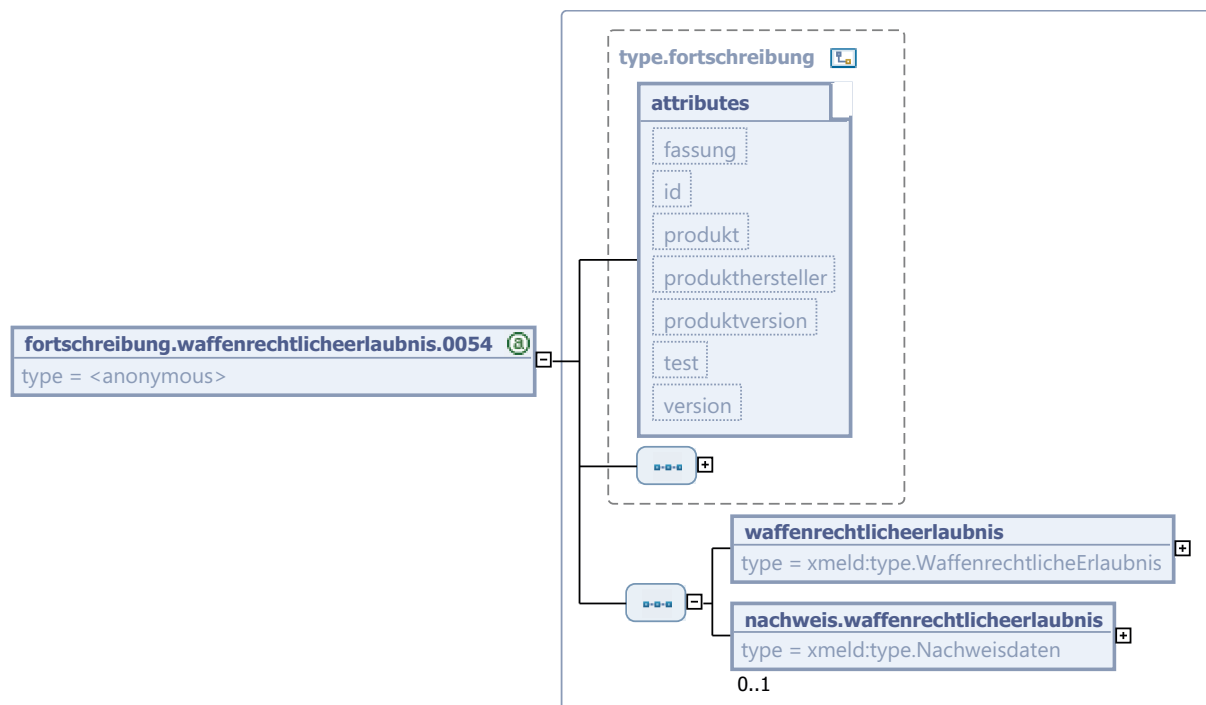 type.fortschreibung
attributes
fassung
id
produkt
produkthersteller
produktversion
test
version
fortschreibung.waffenrechtlicheerlaubnis.0054 @
type = <anonymous>
waffenrechtlicheerlaubnis
type = xmeld:type.WaffenrechtlicheErlaubnis
nachweis.waffenrechtlicheerlaubnis
type = xmeld:type.Nachweisdaten
0..1